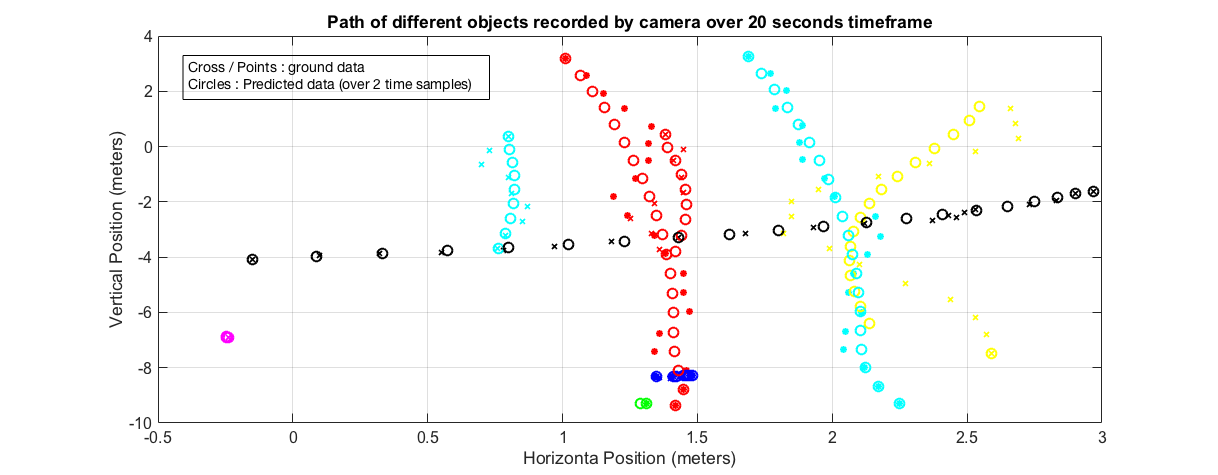 Path of different objects recorded by camera over 20 seconds timeframe
Cross / Points : ground data
Circles : Predicted data (over 2 time samples)
Vertical Position (meters)
4
2
0
-2
-4
-6
-8
-10
-0.5 0 0.5 1 1.5 2 2.5 3
Horizonta Position (meters)